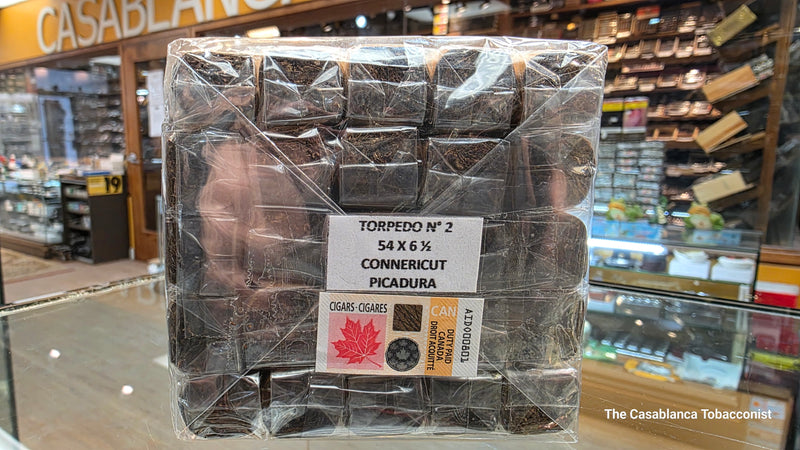 CASABLANCA
19
TORPEDO N° 2
54 X 6 ½
CONNERICUT
PICADURA
CIGARS-CIGARES
CAN
DUTY PAID
CANADA
DROIT ACQUITTÉ
AID000801
The Casablanca Tobacconist